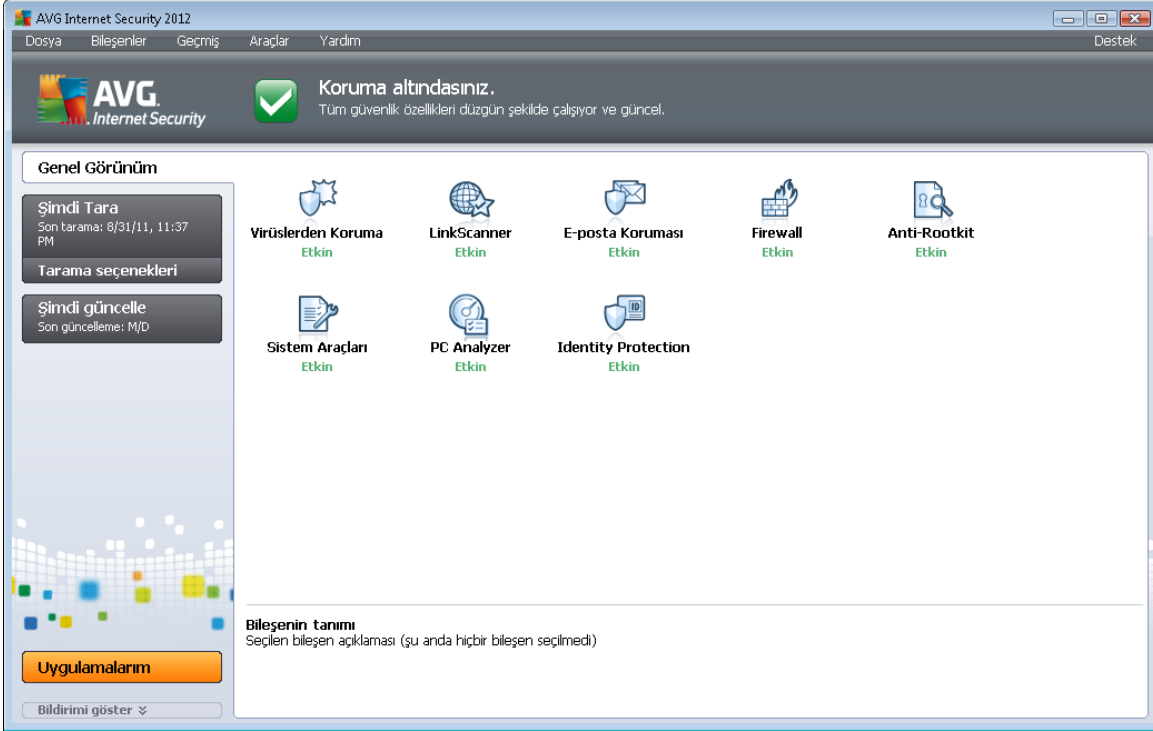 AVG Internet Security 2012
Dosya Bileşenler Geçmiş Araçlar Yardım Destek
AVG.
Internet Security
Koruma altındasınız.
Tüm güvenlik özellikleri düzgün şekilde çalışıyor ve güncel.
Genel Görünüm
Şimdi Tara
Son tarama: 8/31/11, 11:37
PM
Tarama seçenekleri
Şimdi güncelle
Son güncelleme: M/D
Virüslerden Koruma LinkScanner E-posta Koruması Firewall Anti-Rootkit
Etkin Etkin Etkin Etkin Etkin
ID
Sistem Araçları PC Analyzer Identity Protection
Etkin Etkin Etkin
Bileşenin tanımı
Seçilen bileşen açıklaması (şu anda hiçbir bileşen seçilmedi)
Uygulamalarım
Bildirimi göster